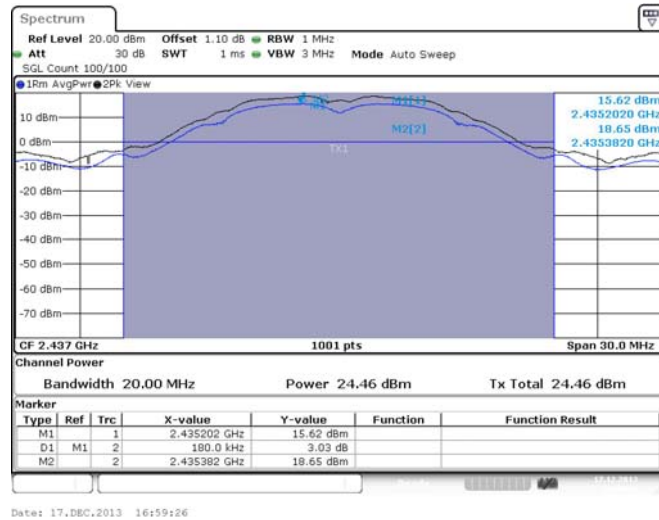 Spectrum
Ref Level 20.00 dBm Offset 1.10 dB RBW 1 MHz
Att 30 dB SWT 1 ms VBW 3 MHz Mode Auto Sweep
SGL Count 100/100
1Rm AvgPwr 2Pk View
M1[1] 15.62 dBm
2.4352020 GHz
10 dBm
M2[2] 18.65 dBm
2.4353820 GHz
0 dBm
TX1
-10 dBm
-20 dBm
-30 dBm
-40 dBm
-50 dBm
-60 dBm
-70 dBm
CF 2.437 GHz 1001 pts Span 30.0 MHz
Channel Power
Bandwidth 20.00 MHz Power 24.46 dBm Tx Total 24.46 dBm
Marker
Type Ref Trc X-value Y-value Function Function Result
M1 1 2.435202 GHz 15.62 dBm
D1 M1 2 180.0 kHz 3.03 dB
M2 2 2.435382 GHz 18.65 dBm
Date: 17.DEC.2013 16:59:26